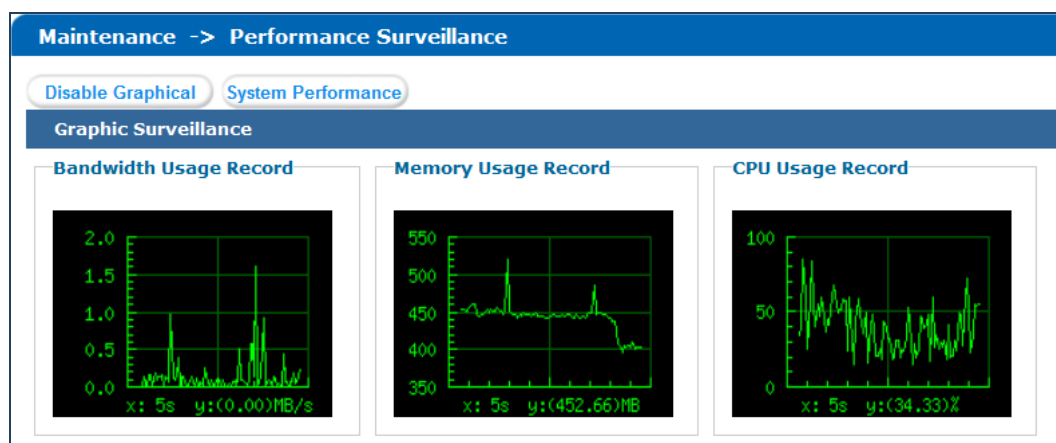 Maintenance -> Performance Surveillance
Disable Graphical
System Performance
Graphic Surveillance
Bandwidth Usage Record
2.0
1.5
1.0
0.5
0.0
x: 5s y:(0.00)MB/s
Memory Usage Record
550
500
450
400
350
x: 5s y:(452.66)MB
CPU Usage Record
100
50
0
x: 5s y:(34.33)%